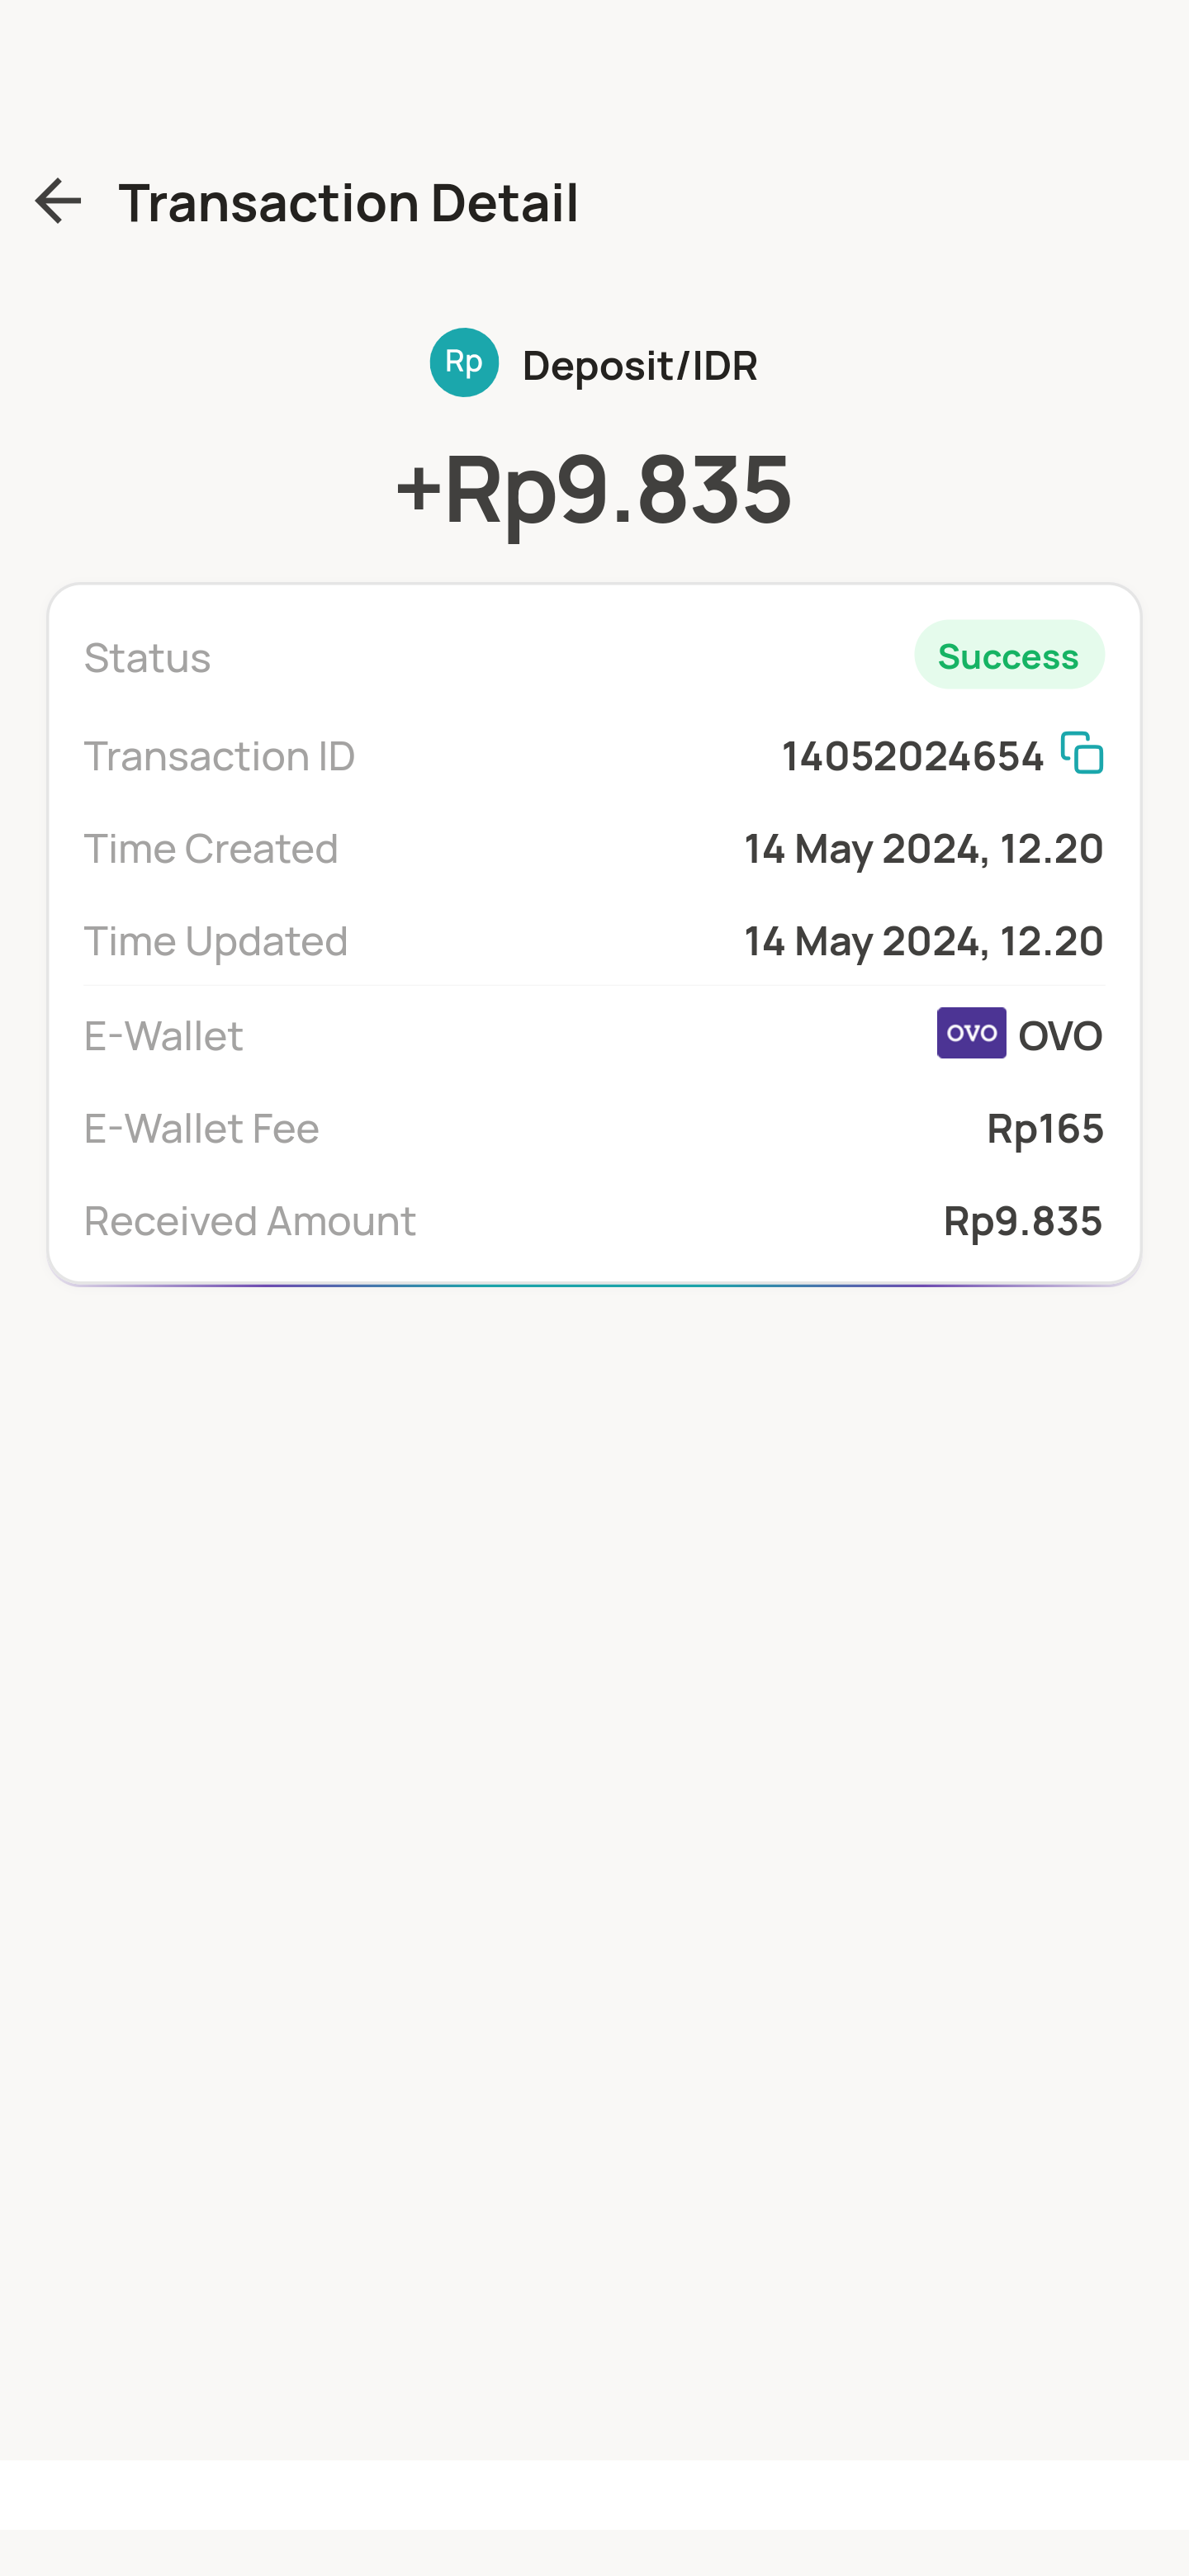 Transaction Detail
Rp Deposit/IDR
+Rp9.835
Status Success
Transaction ID 14052024654
Time Created 14 May 2024, 12.20
Time Updated 14 May 2024, 12.20
E-Wallet OVO OVO
E-Wallet Fee Rp165
Received Amount Rp9.835